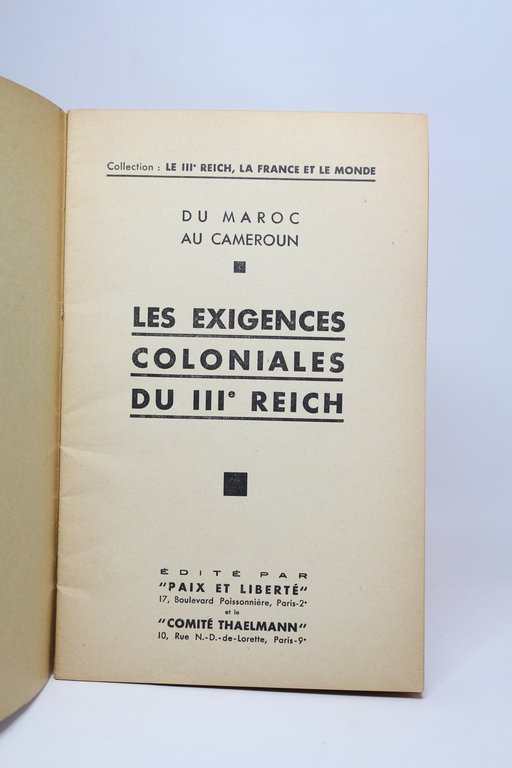 Collection : LE IIIe REICH, LA FRANCE ET LE MONDE
DU MAROC
AU CAMEROUN
LES EXIGENCES
COLONIALES
DU IIIe REICH
ÉDITÉ PAR
"PAIX ET LIBERTÉ"
17, Boulevard Poissonnière, Paris-2e
et le
"COMITÉ THAELMANN"
10, Rue N.-D.-de-Lorette, Paris-9e